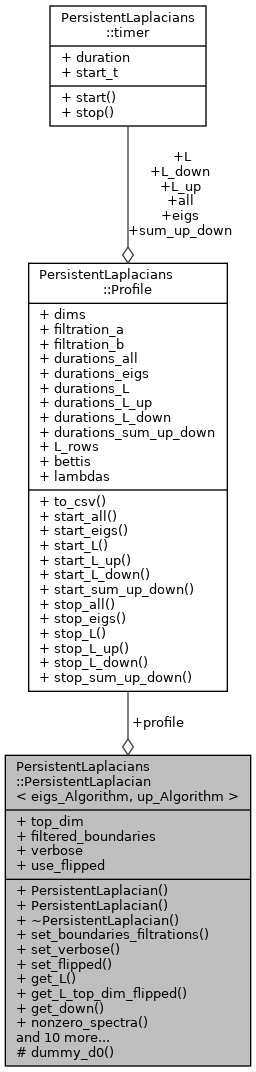 PersistentLaplacians
::timer
+ duration
+ start_t
+ start()
+ stop()
+L
+L_down
+L_up
+all
+eigs
+sum_up_down
PersistentLaplacians
::Profile
+ dims
+ filtration_a
+ filtration_b
+ durations_all
+ durations_eigs
+ durations_L
+ durations_L_up
+ durations_L_down
+ durations_sum_up_down
+ L_rows
+ bettis
+ lambdas
+ to_csv()
+ start_all()
+ start_eigs()
+ start_L()
+ start_L_up()
+ start_L_down()
+ start_sum_up_down()
+ stop_all()
+ stop_eigs()
+ stop_L()
+ stop_L_up()
+ stop_L_down()
+ stop_sum_up_down()
+profile
PersistentLaplacians
::PersistentLaplacian
< eigs_Algorithm, up_Algorithm >
+ top_dim
+ filtered_boundaries
+ verbose
+ use_flipped
+ PersistentLaplacian()
+ PersistentLaplacian()
+ ~PersistentLaplacian()
+ set_boundaries_filtrations()
+ set_verbose()
+ set_flipped()
+ get_L()
+ get_L_top_dim_flipped()
+ get_down()
+ nonzero_spectra()
and 10 more...
# dummy_d0()